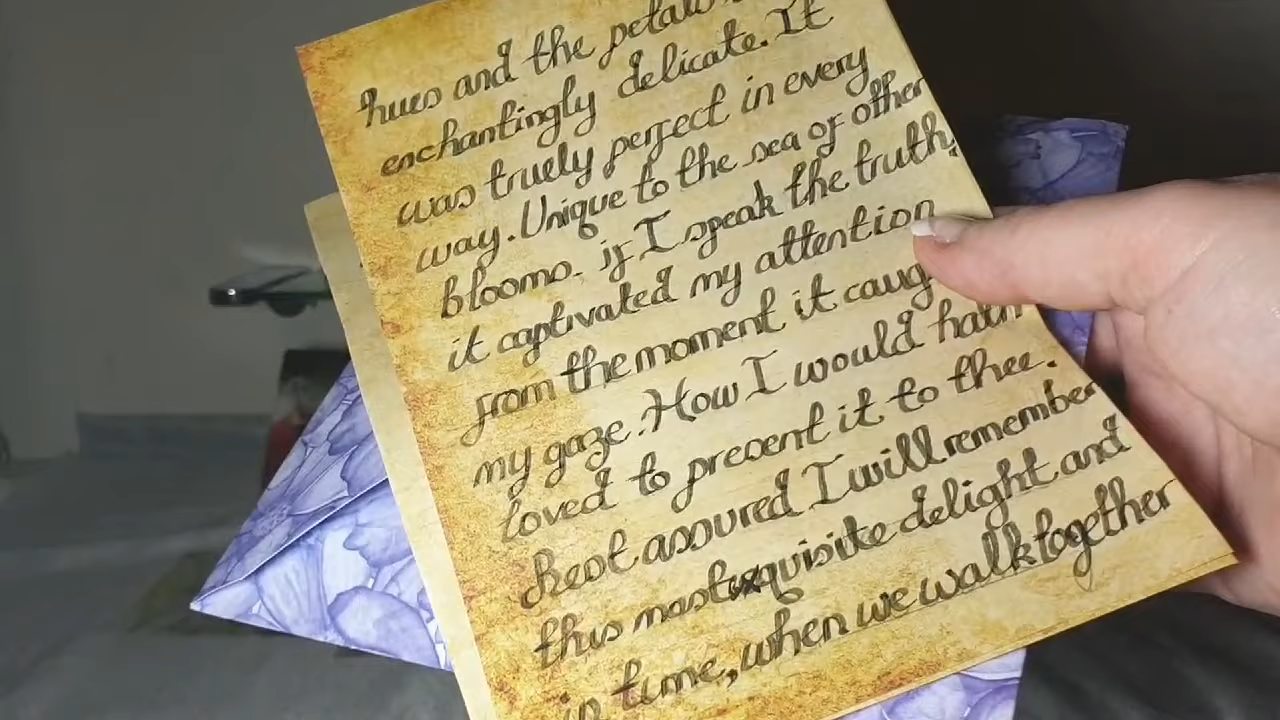 hues and the petals
enchantingly delicate. It
was truely perfect in every
way. Unique to the sea of other
blooms. if I speak the truth,
it captivated my attention
from the moment it caug
my gaze. How I would hath
loved to present it to thee.
Rest assured I will remember
this most exquisite delight and
in time, when we walk together